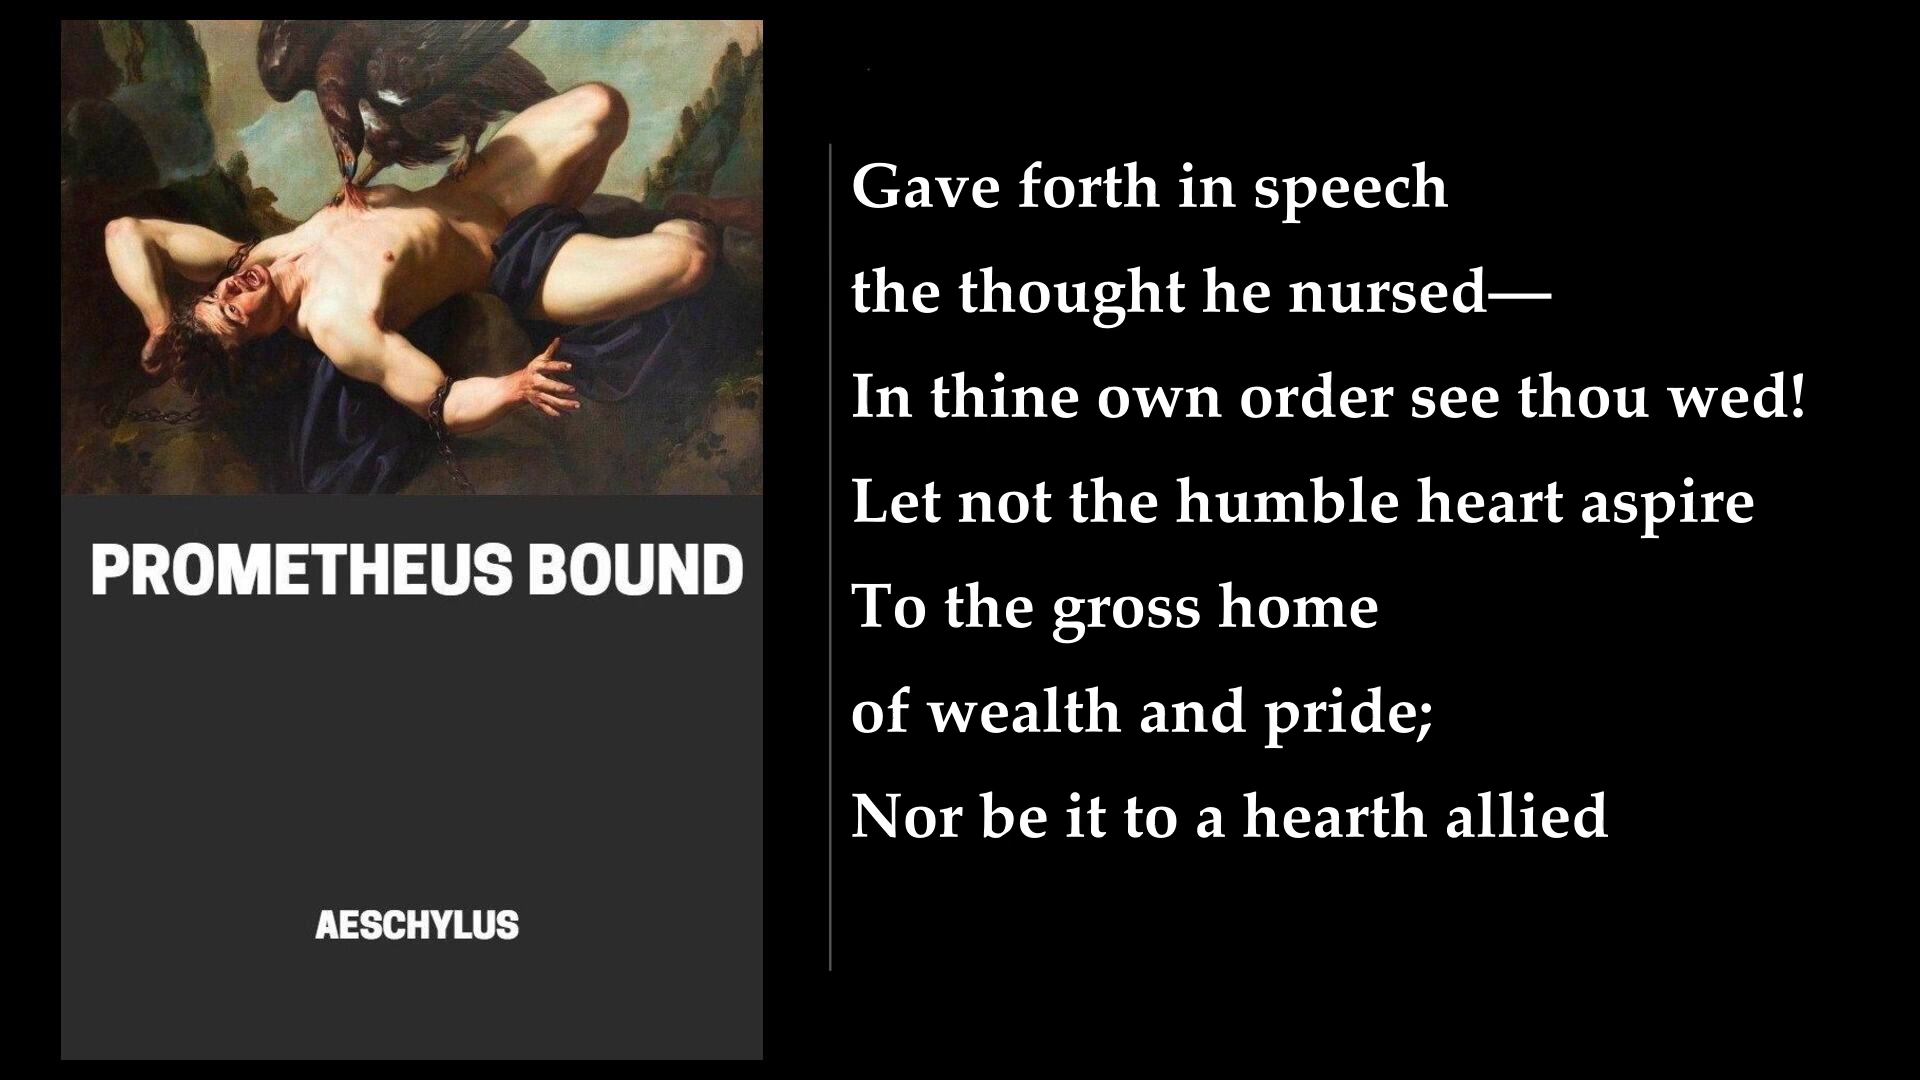 PROMETHEUS BOUND
AESCHYLUS
Gave forth in speech
the thought he nursed—
In thine own order see thou wed!
Let not the humble heart aspire
To the gross home
of wealth and pride;
Nor be it to a hearth allied